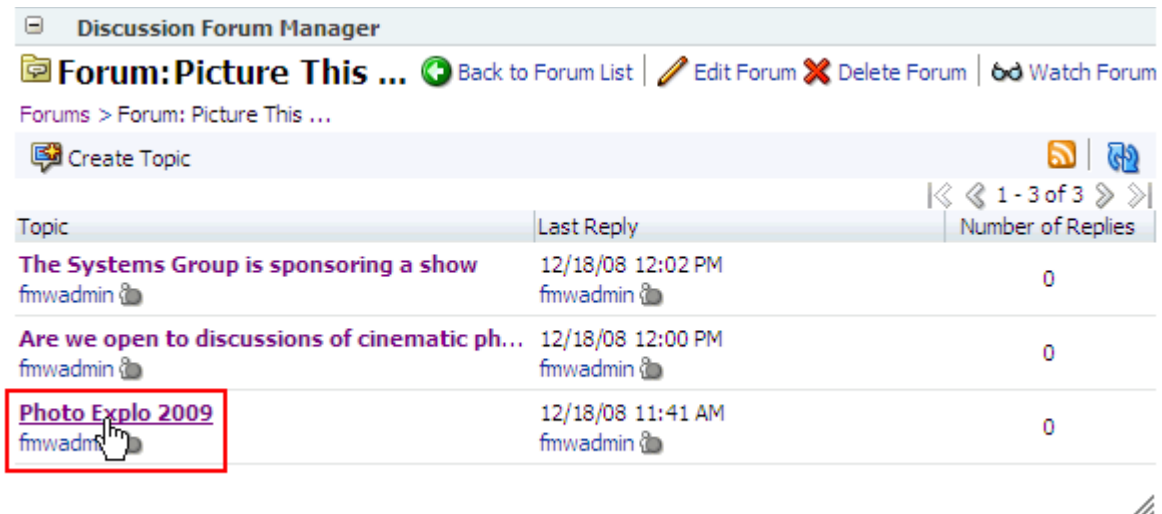 Discussion Forum Manager
Forum: Picture This ... Back to Forum List Edit Forum Delete Forum Watch Forum
Forums > Forum: Picture This ...
Create Topic
1 - 3 of 3
Topic Last Reply Number of Replies
The Systems Group is sponsoring a show 12/18/08 12:02 PM
fmwadmin fmwadmin 0
Are we open to discussions of cinematic ph... 12/18/08 12:00 PM
fmwadmin fmwadmin 0
Photo Explo 2009 12/18/08 11:41 AM
fmwadmin 0